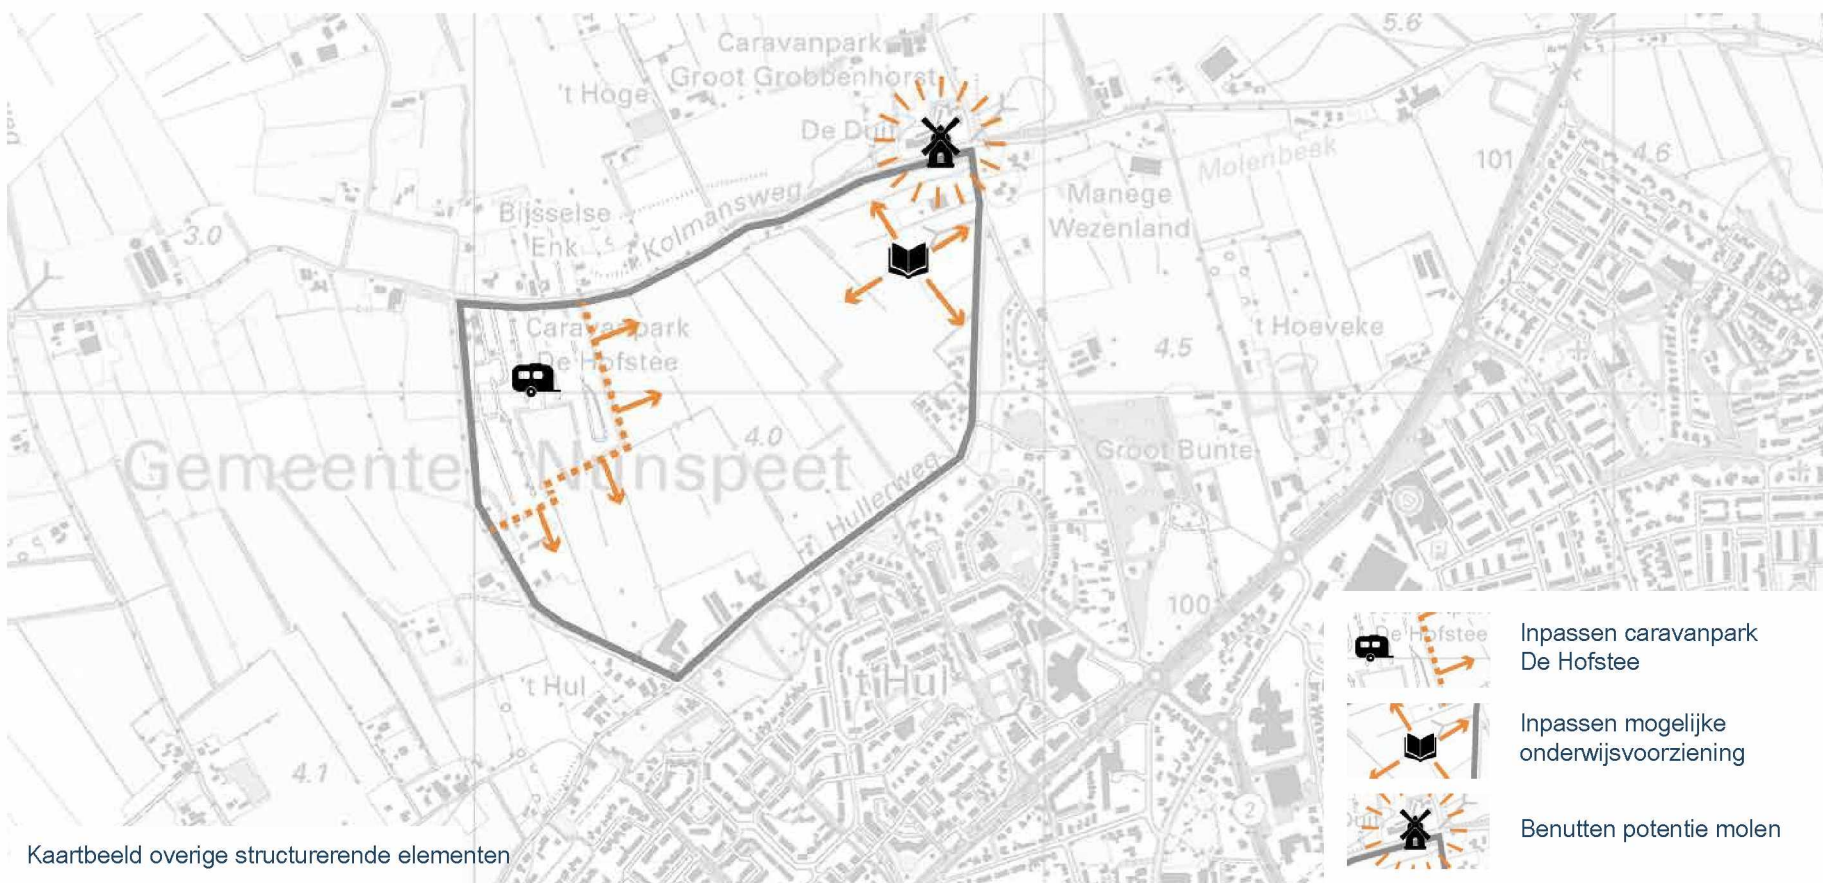 5.6
Caravanpark
Groot Grobbenhorst
't Hoge
De Duit
Molenbeek
101
4.6
Manege
Wezenland
Bijsselse
Enk
Kolmansweg
3.0
Caravanpark
De Hofstee
't Hoeveke
4.5
4.0
Gemeente Nunspeet
Groot Bunte
Hullerweg
100
't Hul
't Hul
4.1
2
De Hofstee
Inpassen caravanpark
De Hofstee
Inpassen mogelijke
onderwijsvoorziening
Benutten potentie molen
Kaartbeeld overige structurerende elementen